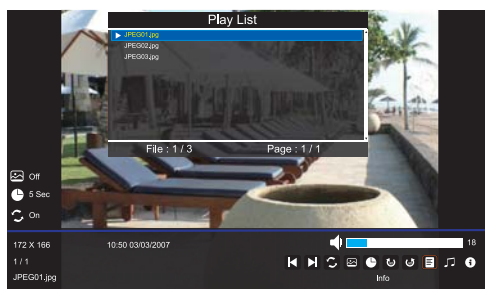 Play List
JPEG01.jpg
JPEG02.jpg
JPEG03.jpg
File : 1 / 3 Page : 1 / 1
Off
5 Sec
On
172 X 166 10:50 03/03/2007 18
1 / 1
JPEG01.jpg Info